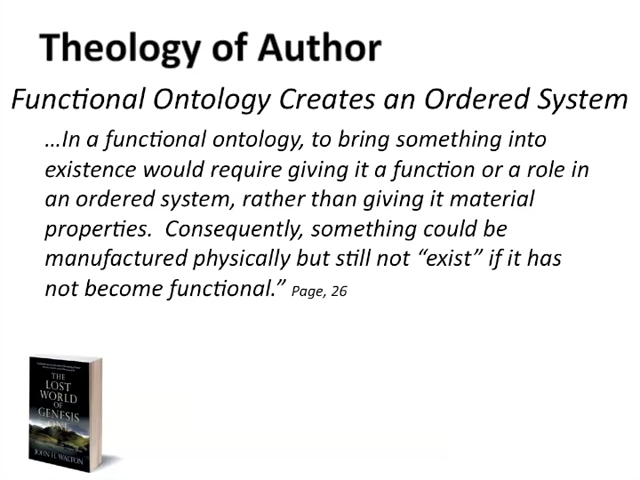 Theology of Author
Functional Ontology Creates an Ordered System
…In a functional ontology, to bring something into
existence would require giving it a function or a role in
an ordered system, rather than giving it material
properties.  Consequently, something could be
manufactured physically but still not “exist” if it has
not become functional.” Page, 26
THE
LOST
WORLD
OF
GENESIS
ONE
JOHN H. WALTON